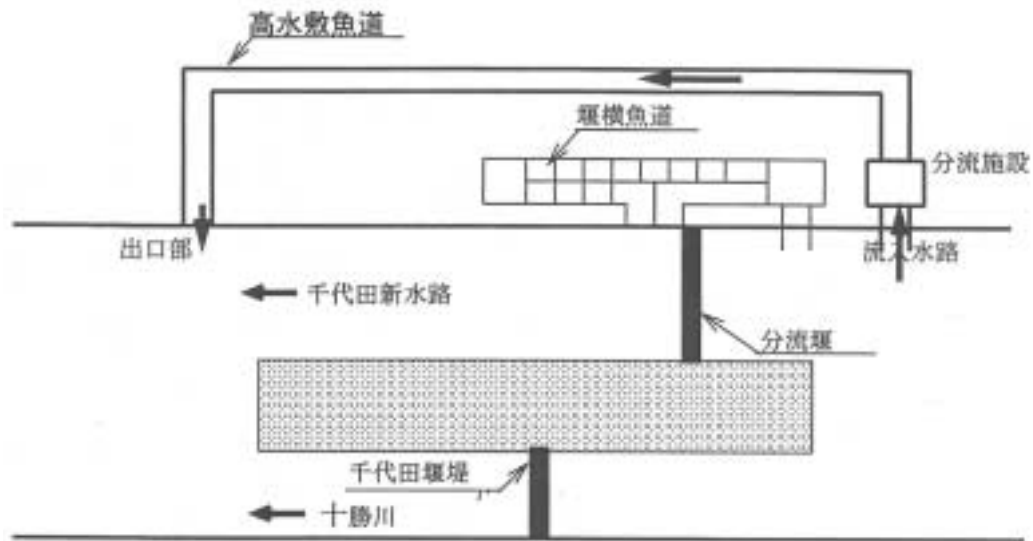 高水敷魚道
堰横魚道
分流施設
出口部
流入水路
千代田新水路
分流堰
千代田堰堤
十勝川